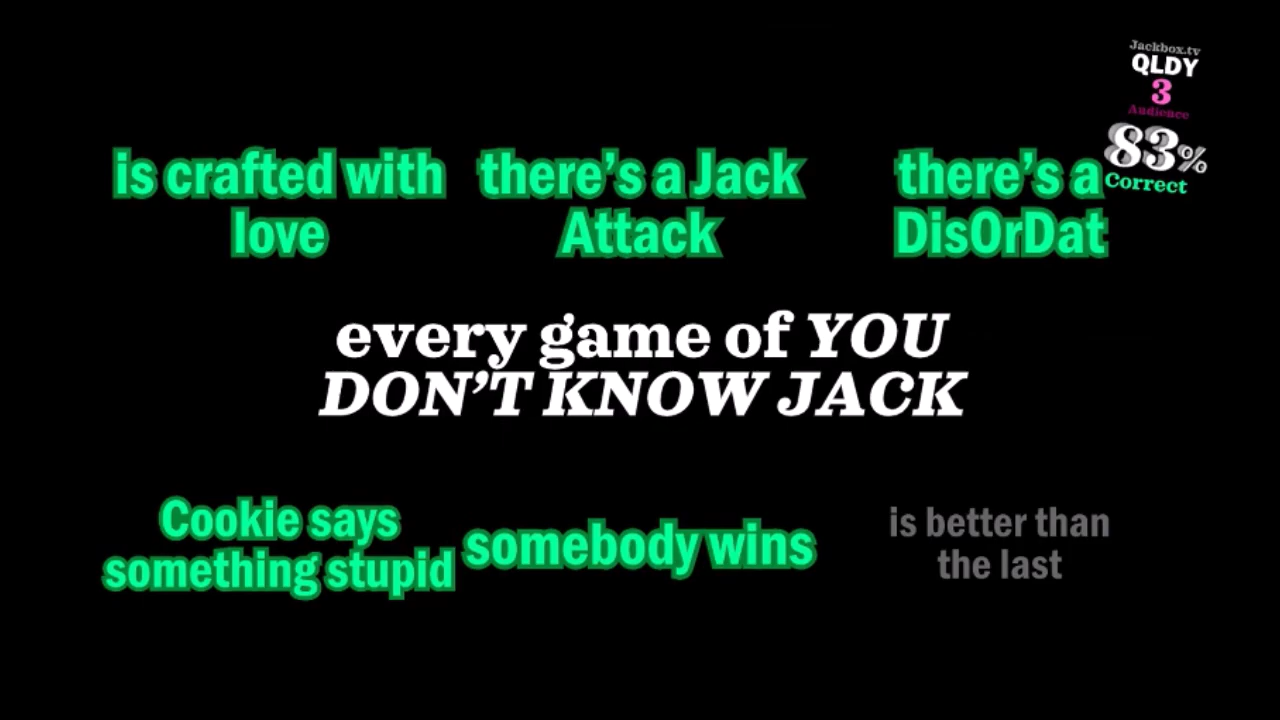 Jackbox.tv
QLDY
3
Audience
83%
Correct
is crafted with
love
there's a Jack
Attack
there's a
DisOrDat
every game of YOU
DON'T KNOW JACK
Cookie says
something stupid
somebody wins
is better than
the last